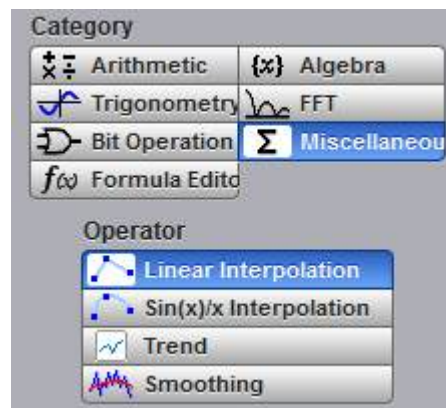 Category
Arithmetic {x} Algebra
Trigonometry FFT
Bit Operation Σ Miscellaneou
f(x) Formula Edito
Operator
Linear Interpolation
Sin(x)/x Interpolation
Trend
Smoothing